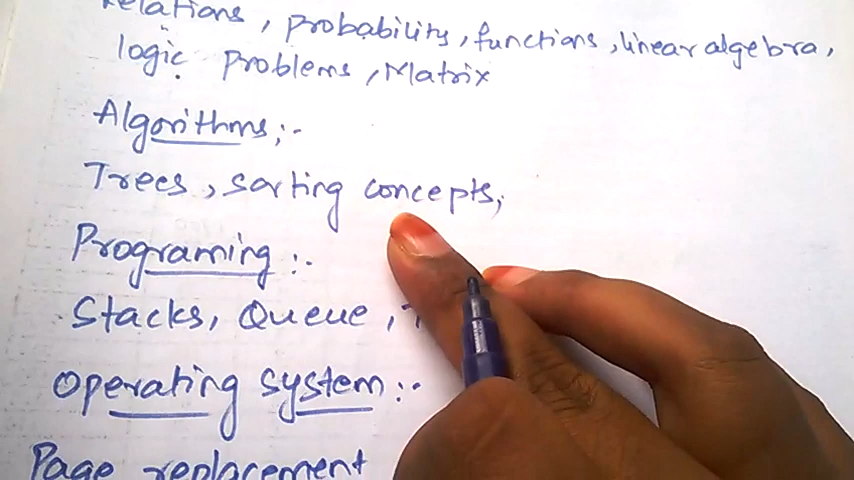 Relations, probability, functions, linear algebra,
logic problems, Matrix
Algorithms:-
Trees, sorting concepts,
Programing :-
Stacks, Queue,
Operating system :-
Page replacement